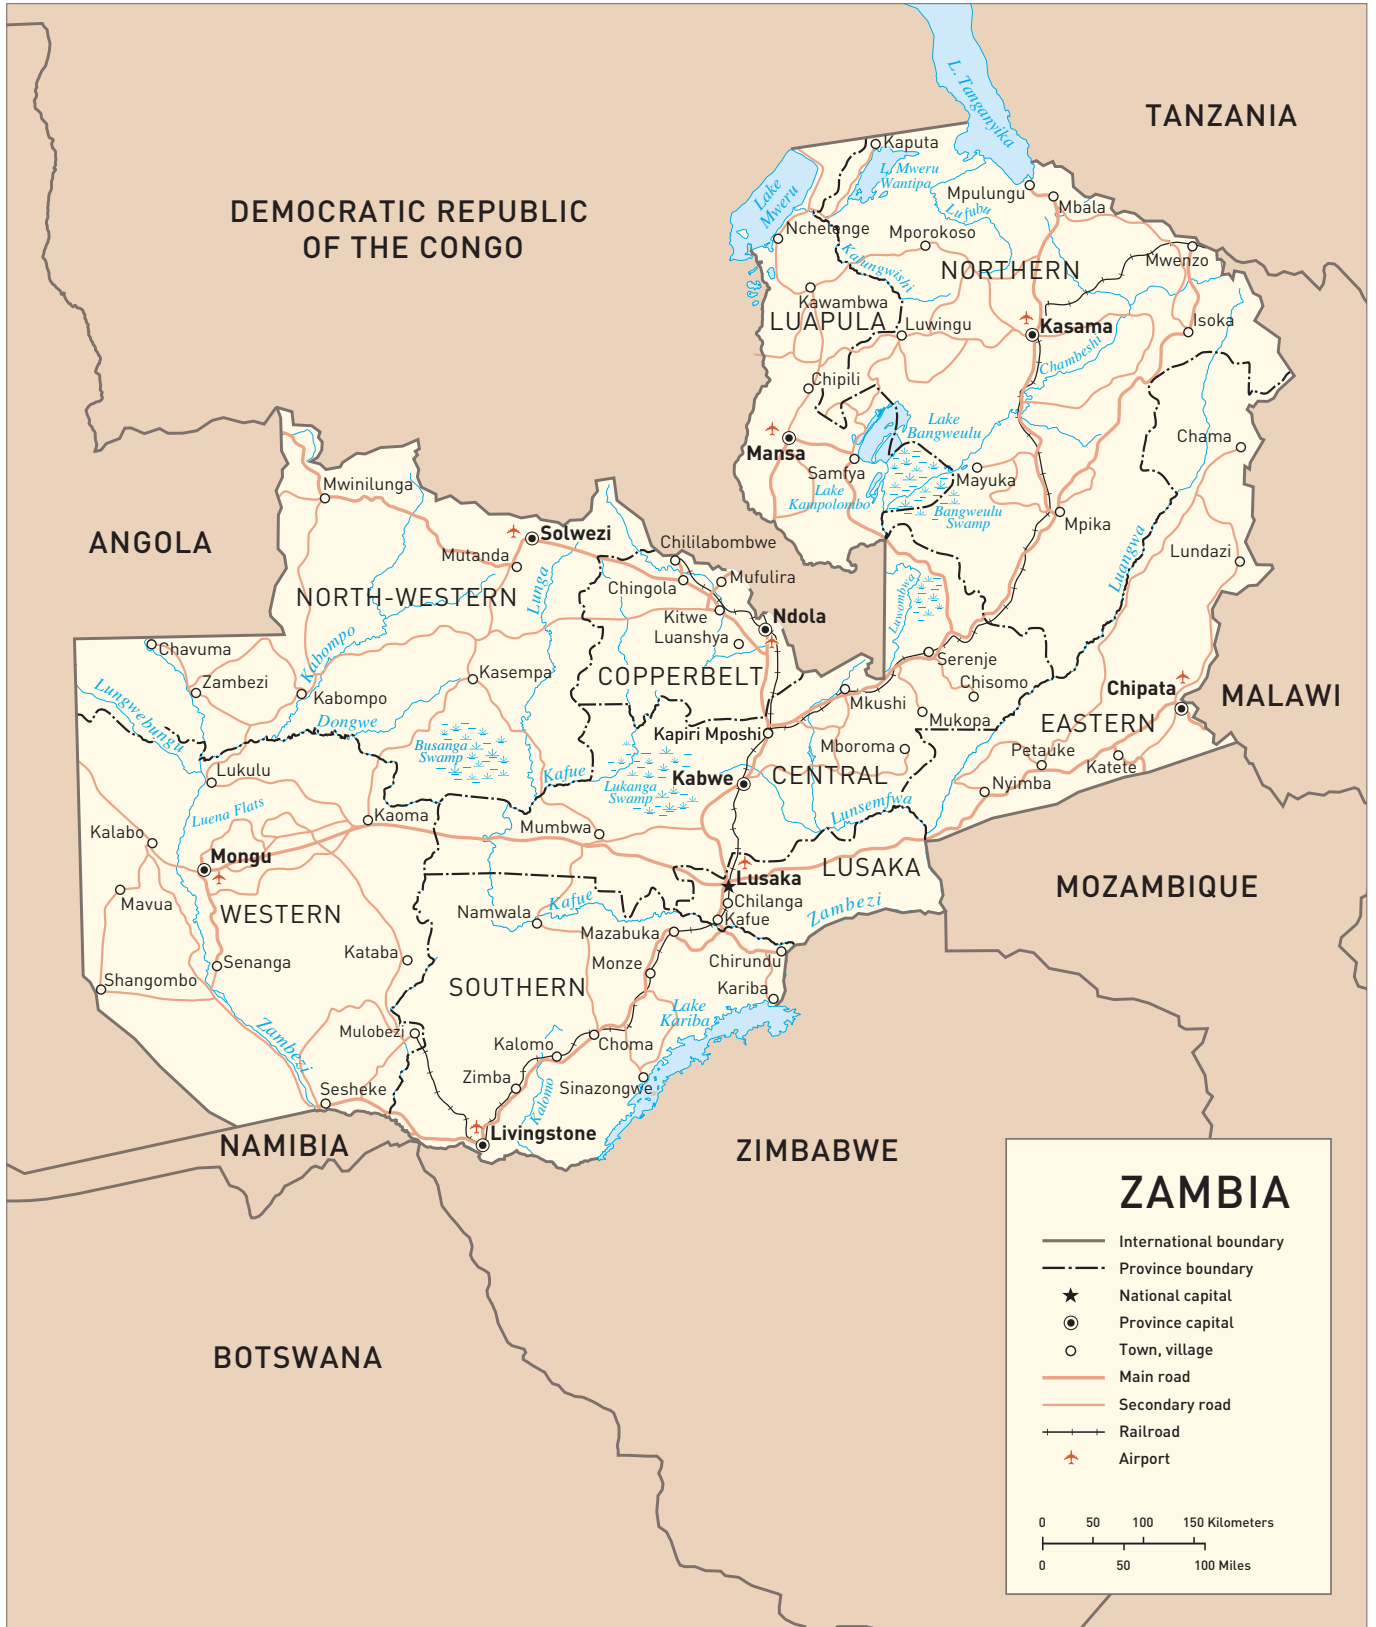 TANZANIA
L. Tanganyika
Kaputa
L. Mweru
Wantipa
Lake
Mweru
Mpulungu
Mbala
Lufubu
DEMOCRATIC REPUBLIC
OF THE CONGO
Nchelenge
Mporokoso
Mwenzo
Kalungwishi
NORTHERN
Kawambwa
LUAPULA
Luwingu
Kasama
Isoka
Chambeshi
Chipili
Lake
Bangweulu
Chama
Mansa
Samfya
Mayuka
Lake
Kampolombo
Bangweulu
Swamp
Mpika
Mwinilunga
ANGOLA
Solwezi
Mutanda
Chililabombwe
Lundazi
Luangwa
Chingola
Mufulira
NORTH-WESTERN
Lunga
Kitwe
Ndola
Luanshya
Luwombwa
Chavuma
Kabompo
Serenje
Zambezi
Kasempa
COPPERBELT
Chisomo
Chipata
MALAWI
Lungwebungu
Kabompo
Mkushi
Dongwe
Mukopa
EASTERN
Kapiri Mposhi
Busanga
Swamp
Mboroma
Petauke
Katete
Lukulu
Kafue
Kabwe
CENTRAL
Nyimba
Lukanga
Swamp
Luena Flats
Lunsemfwa
Kaoma
Mumbwa
Kalabo
Mongu
LUSAKA
Lusaka
MOZAMBIQUE
Mavua
WESTERN
Namwala
Kafue
Chilanga
Kafue
Zambezi
Mazabuka
Kataba
Senanga
Monze
Chirundu
Shangombo
SOUTHERN
Kariba
Lake
Kariba
Zambezi
Mulobezi
Kalomo
Choma
Zimba
Sinazongwe
Kalomo
Sesheke
Livingstone
NAMIBIA
ZIMBABWE
BOTSWANA
ZAMBIA
International boundary
Province boundary
National capital
Province capital
Town, village
Main road
Secondary road
Railroad
Airport
0 50 100 150 Kilometers
0 50 100 Miles